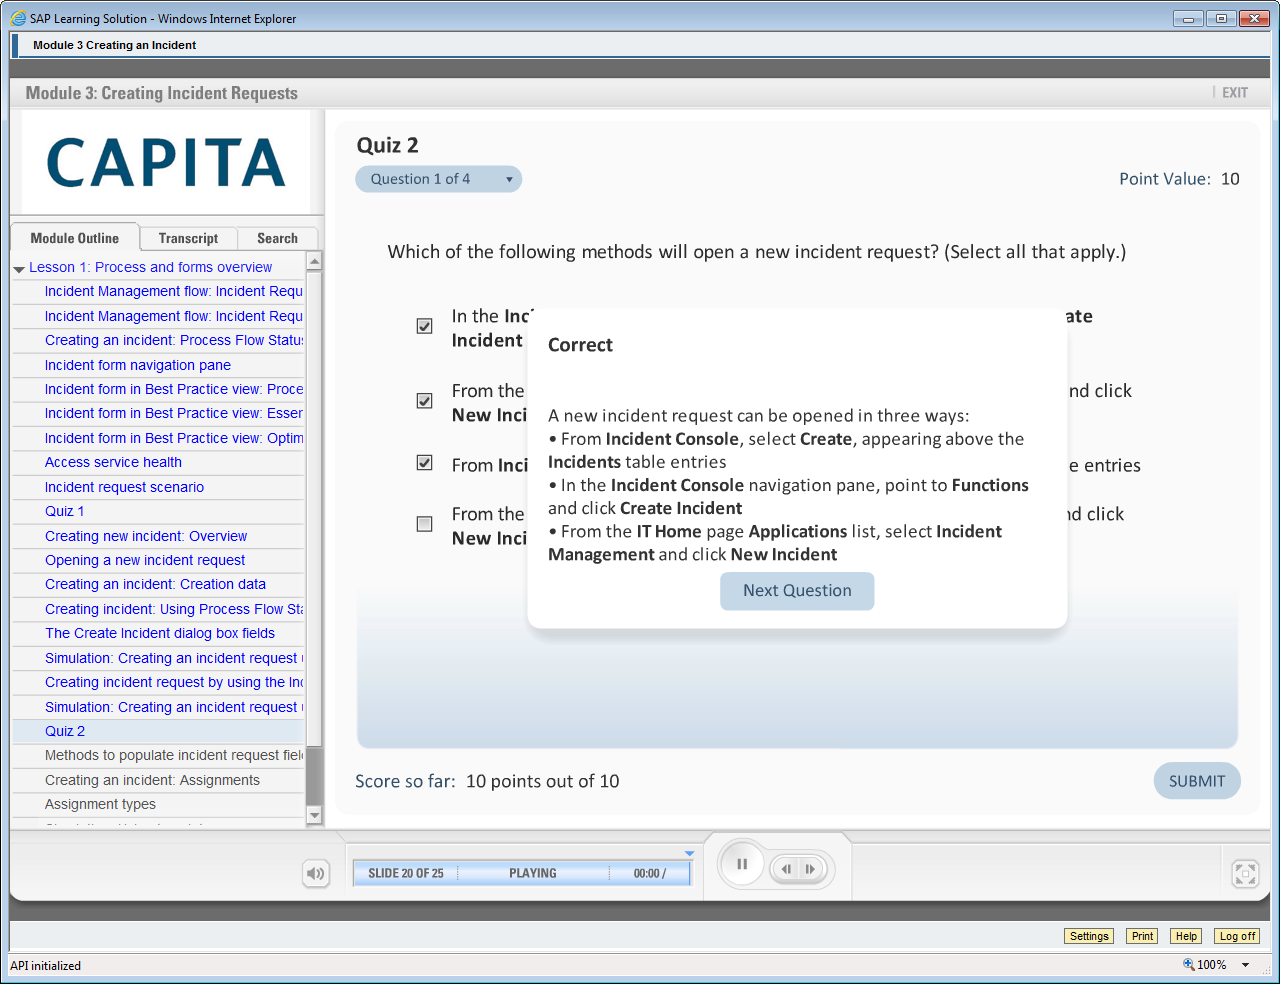 SAP Learning Solution - Windows Internet Explorer
Module 3 Creating an Incident
Module 3: Creating Incident Requests
EXIT
CAPITA
Module Outline
Transcript
Search
Lesson 1: Process and forms overview
Incident Management flow: Incident Requ
Incident Management flow: Incident Requ
Creating an incident: Process Flow Status
Incident form navigation pane
Incident form in Best Practice view: Proce
Incident form in Best Practice view: Essen
Incident form in Best Practice view: Optim
Access service health
Incident request scenario
Quiz 1
Creating new incident: Overview
Opening a new incident request
Creating an incident: Creation data
Creating incident: Using Process Flow Sta
The Create Incident dialog box fields
Simulation: Creating an incident request
Creating incident request by using the Inc
Simulation: Creating an incident request
Quiz 2
Methods to populate incident request field
Creating an incident: Assignments
Assignment types
Quiz 2
Question 1 of 4
Point Value: 10
Which of the following methods will open a new incident request? (Select all that apply.)
In the Inc ate
Incident
From the nd click
New Inci
From Inci e entries
From the nd click
New Inci
Correct
A new incident request can be opened in three ways:
• From Incident Console, select Create, appearing above the
Incidents table entries
• In the Incident Console navigation pane, point to Functions
and click Create Incident
• From the IT Home page Applications list, select Incident
Management and click New Incident
Next Question
Score so far: 10 points out of 10
SUBMIT
SLIDE 20 OF 25
PLAYING
00:00 /
Settings
Print
Help
Log off
API initialized
100%